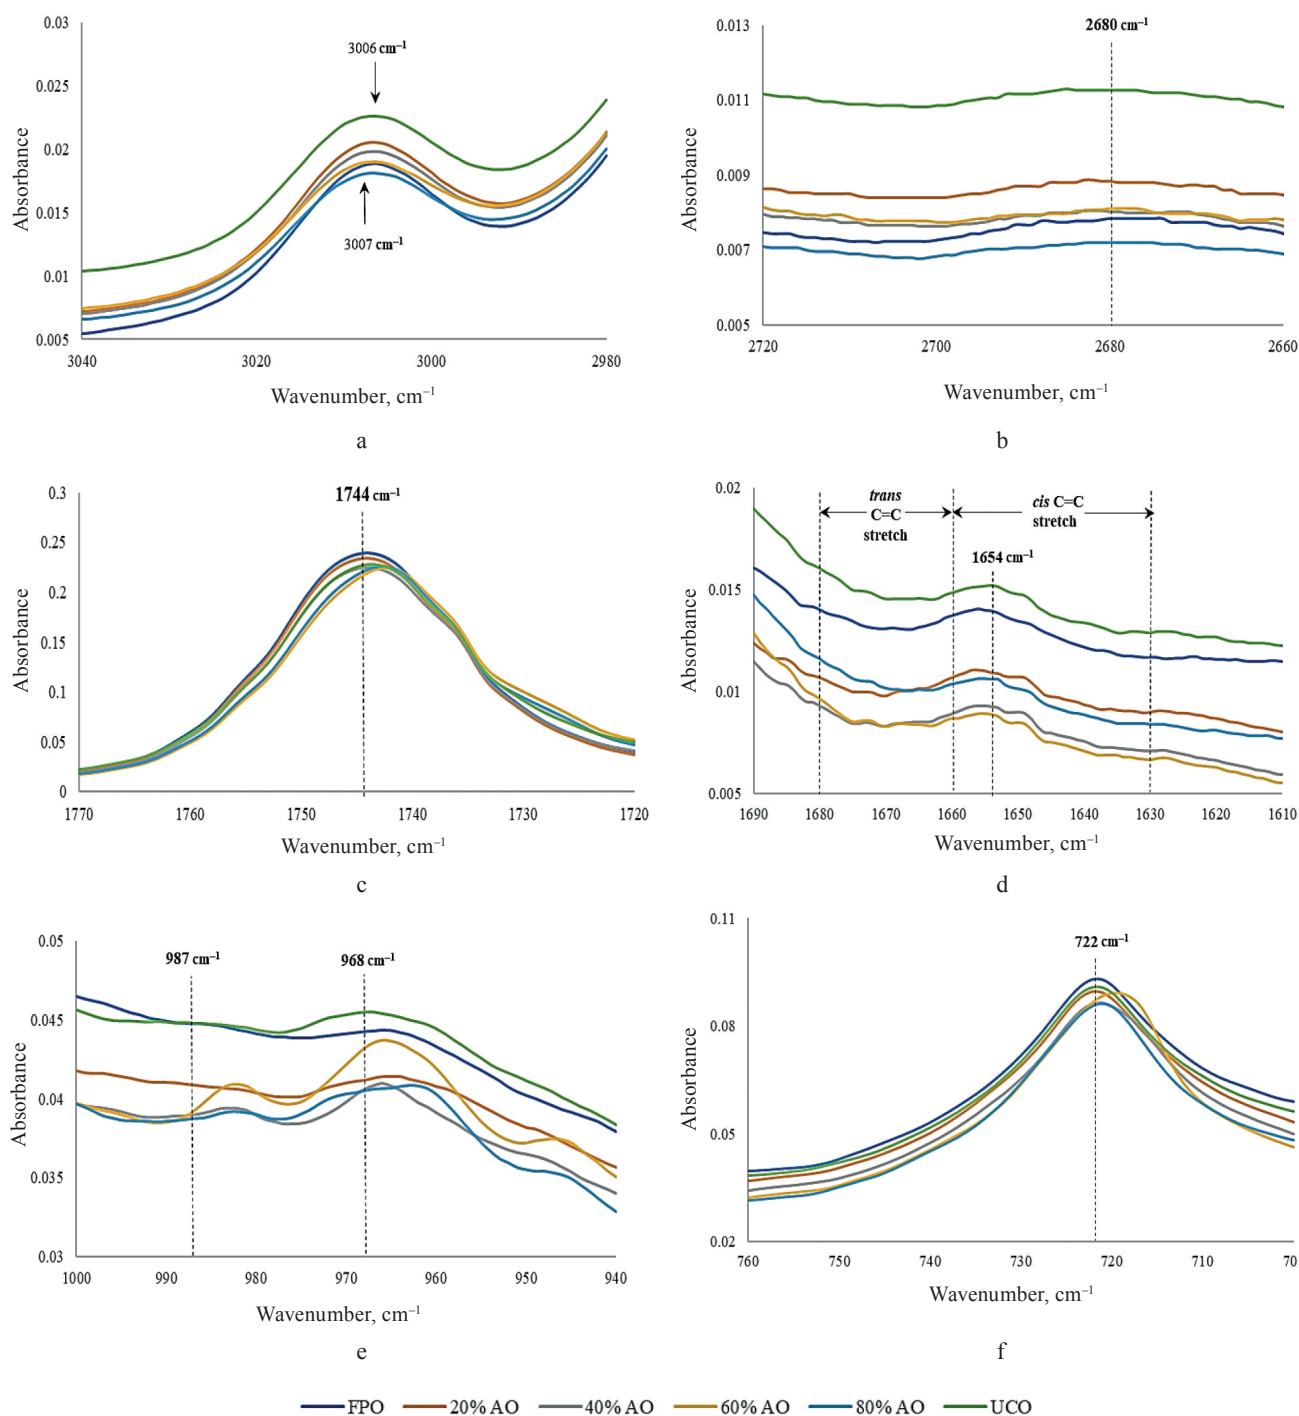 0.03
0.025
0.02
0.015
0.01
0.005
Absorbance
3006 cm⁻¹
3007 cm⁻¹
3040 3020 3000 2980
Wavenumber, cm⁻¹
a
0.013
0.011
0.009
0.007
0.005
Absorbance
2680 cm⁻¹
2720 2700 2680 2660
Wavenumber, cm⁻¹
b
0.3
0.25
0.2
0.15
0.1
0.05
0
Absorbance
1744 cm⁻¹
1770 1760 1750 1740 1730 1720
Wavenumber, cm⁻¹
c
0.02
0.015
0.01
0.005
Absorbance
trans
C=C
stretch
cis C=C
stretch
1654 cm⁻¹
1690 1680 1670 1660 1650 1640 1630 1620 1610
Wavenumber, cm⁻¹
d
0.05
0.045
0.04
0.035
0.03
Absorbance
987 cm⁻¹
968 cm⁻¹
1000 990 980 970 960 950 940
Wavenumber, cm⁻¹
e
0.11
0.08
0.05
0.02
Absorbance
722 cm⁻¹
760 750 740 730 720 710 70
Wavenumber, cm⁻¹
f
FPO 20% AO 40% AO 60% AO 80% AO UCO